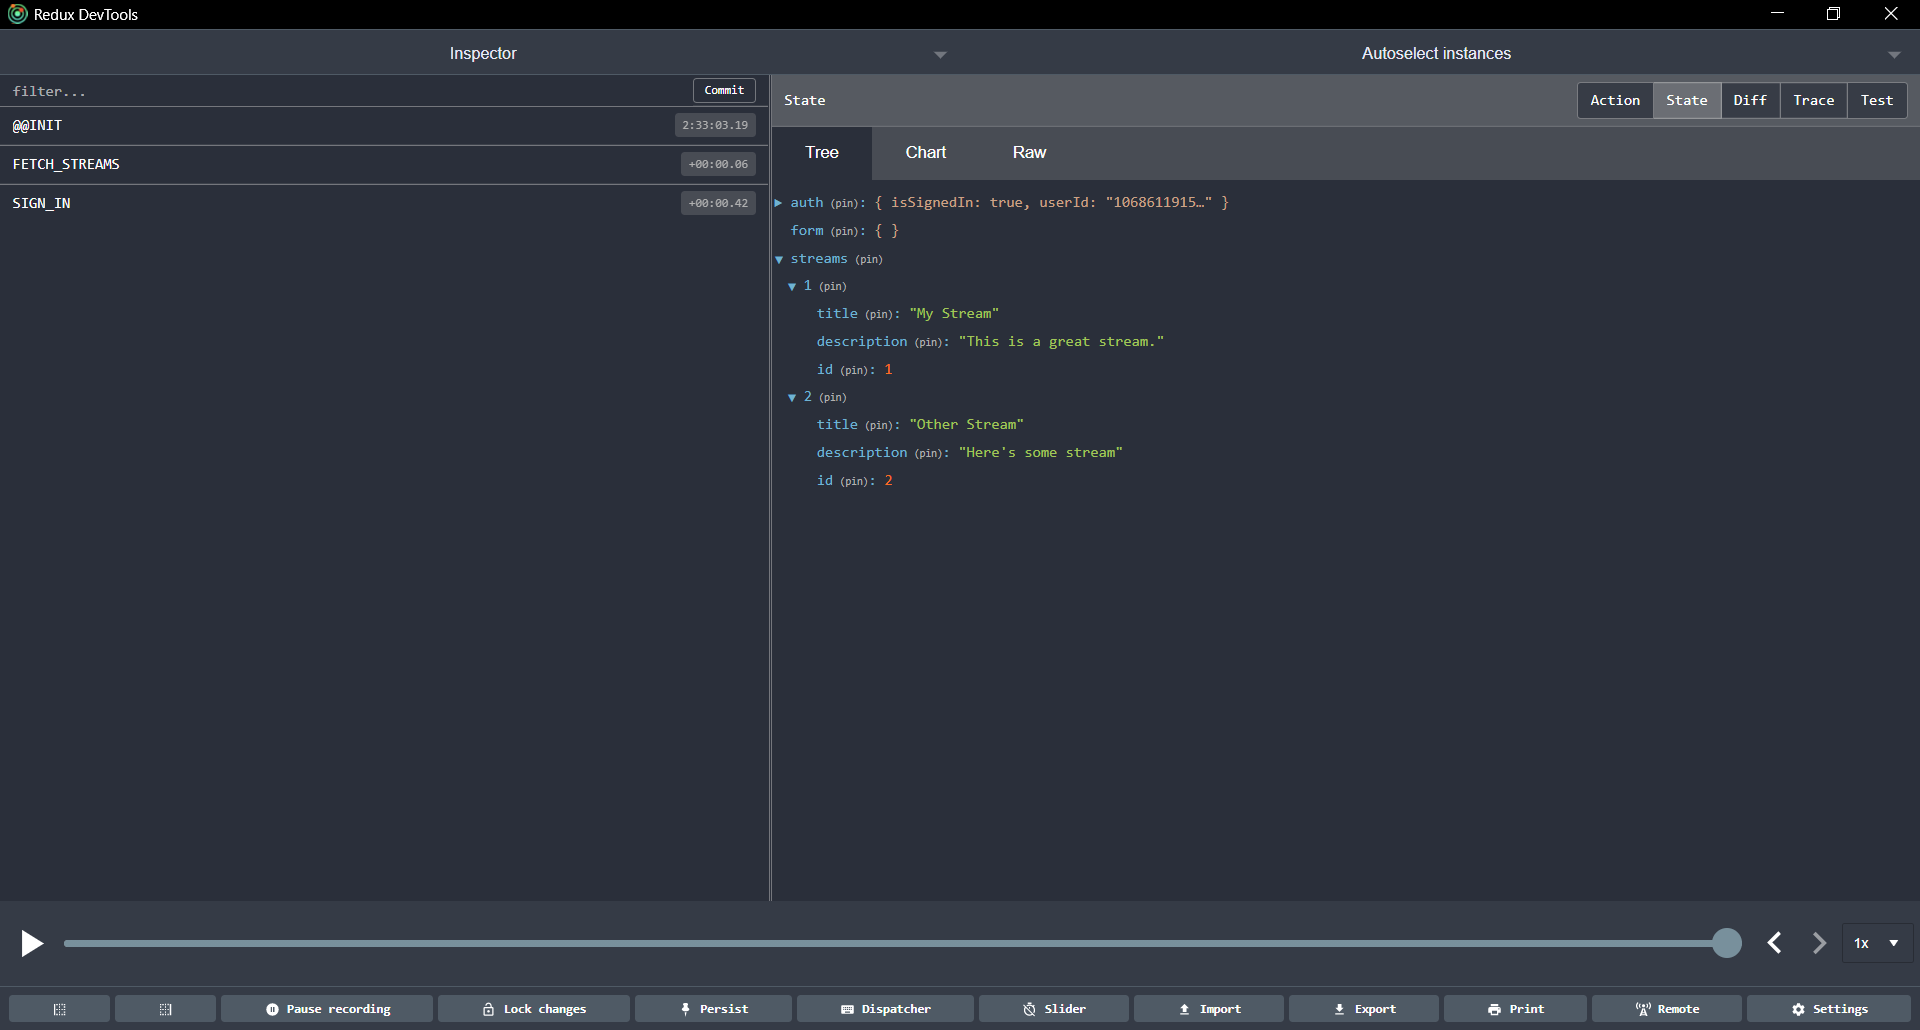 Redux DevTools
Inspector
Autoselect instances
filter...
Commit
@@INIT
2:33:03.19
FETCH_STREAMS
+00:00.06
SIGN_IN
+00:00.42
State
Action
State
Diff
Trace
Test
Tree
Chart
Raw
auth (pin): { isSignedIn: true, userId: "1068611915…" }
form (pin): { }
streams (pin)
1 (pin)
title (pin): "My Stream"
description (pin): "This is a great stream."
id (pin): 1
2 (pin)
title (pin): "Other Stream"
description (pin): "Here's some stream"
id (pin): 2
1x
Pause recording
Lock changes
Persist
Dispatcher
Slider
Import
Export
Print
Remote
Settings